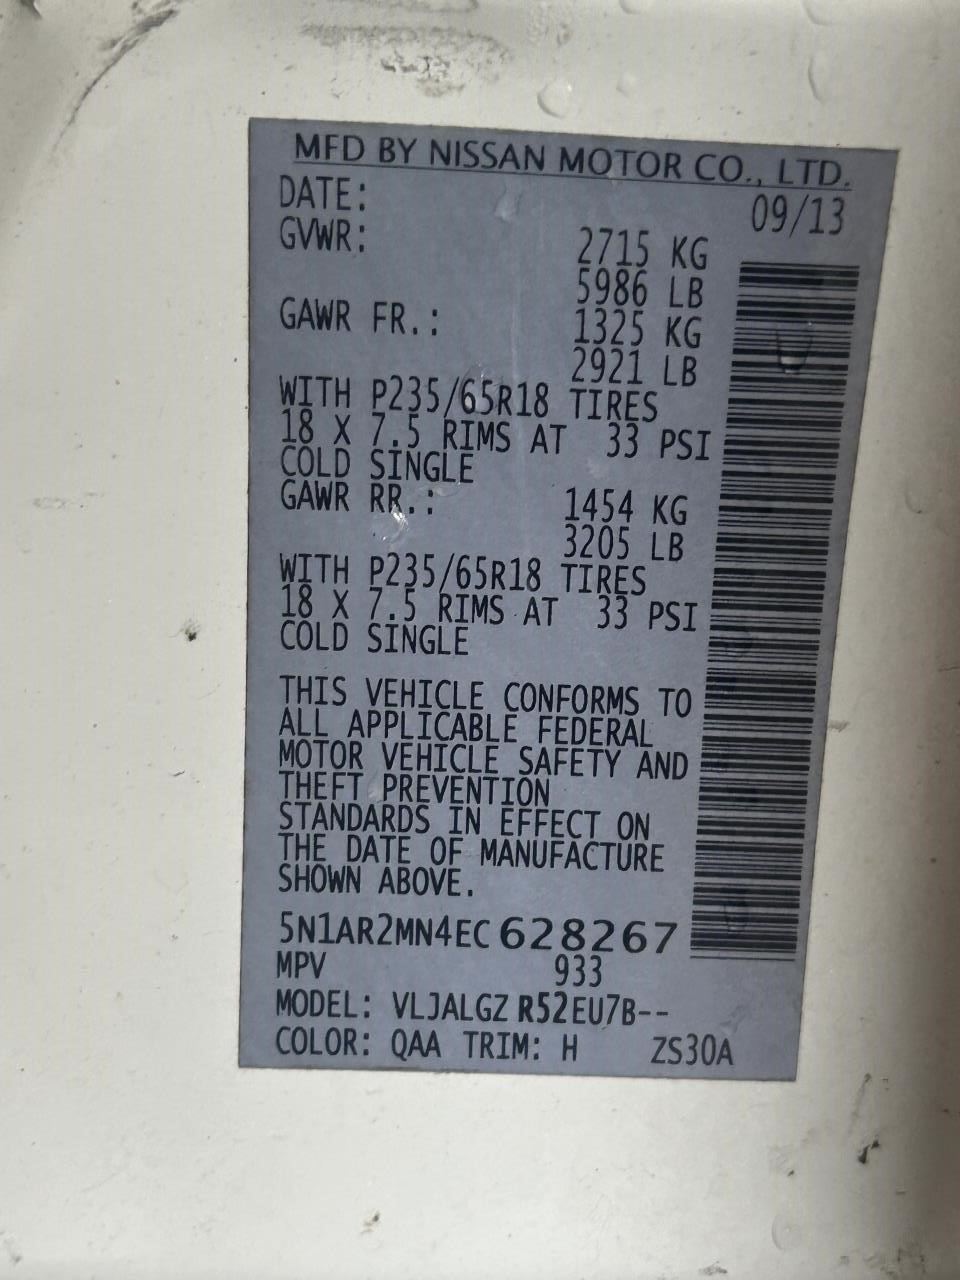 MFD BY NISSAN MOTOR CO., LTD.
DATE: 09/13
GVWR: 2715 KG
5986 LB
GAWR FR.: 1325 KG
2921 LB
WITH P235/65R18 TIRES
18 X 7.5 RIMS AT 33 PSI
COLD SINGLE
GAWR RR.: 1454 KG
3205 LB
WITH P235/65R18 TIRES
18 X 7.5 RIMS AT 33 PSI
COLD SINGLE
THIS VEHICLE CONFORMS TO
ALL APPLICABLE FEDERAL
MOTOR VEHICLE SAFETY AND
THEFT PREVENTION
STANDARDS IN EFFECT ON
THE DATE OF MANUFACTURE
SHOWN ABOVE.
5N1AR2MN4EC628267
MPV 933
MODEL: VLJALGZ R52EU7B--
COLOR: QAA TRIM: H ZS30A